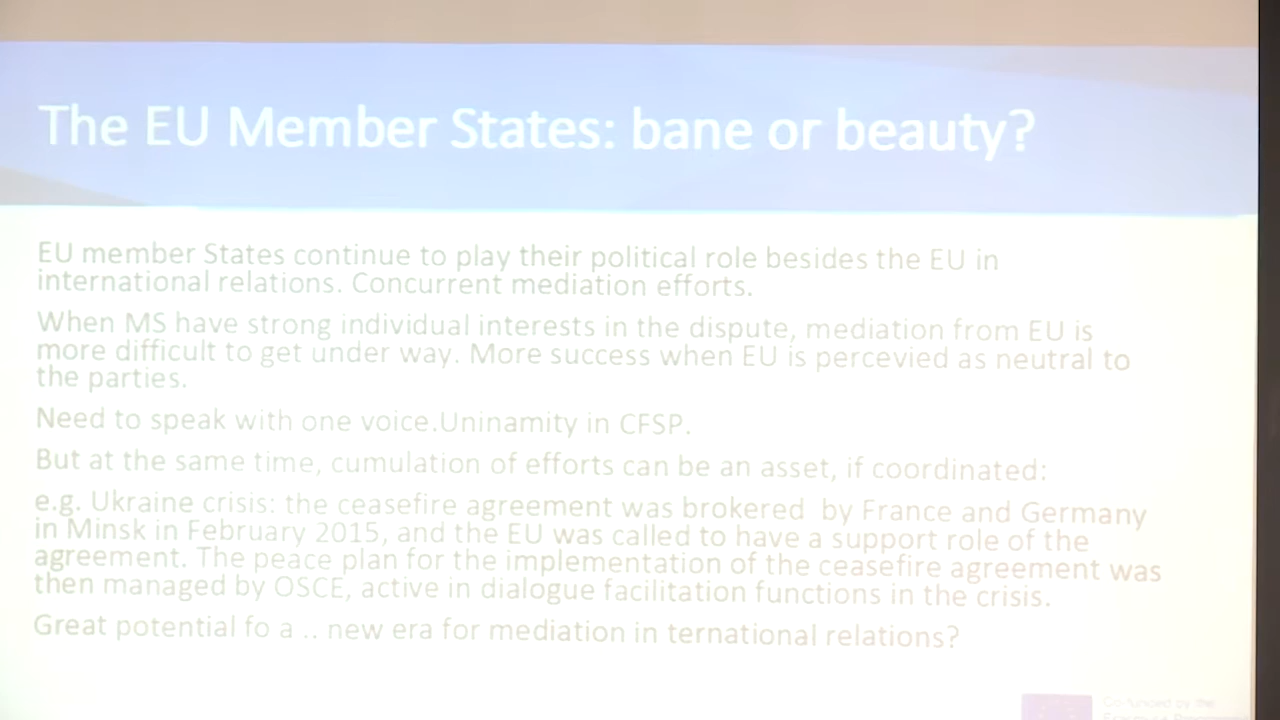 The EU Member States: bane or beauty?
EU member States continue to play their political role besides the EU in
international relations. Concurrent mediation efforts.
When MS have strong individual interests in the dispute, mediation from EU is
more difficult to get under way. More success when EU is percevied as neutral to
the parties.
Need to speak with one voice.Uninamity in CFSP.
But at the same time, cumulation of efforts can be an asset, if coordinated:
e.g. Ukraine crisis: the ceasefire agreement was brokered by France and Germany
in Minsk in February 2015, and the EU was called to have a support role of the
agreement. The peace plan for the implementation of the ceasefire agreement was
then managed by OSCE, active in dialogue facilitation functions in the crisis.
Great potential fo a .. new era for mediation in ternational relations?
Co-funded by the